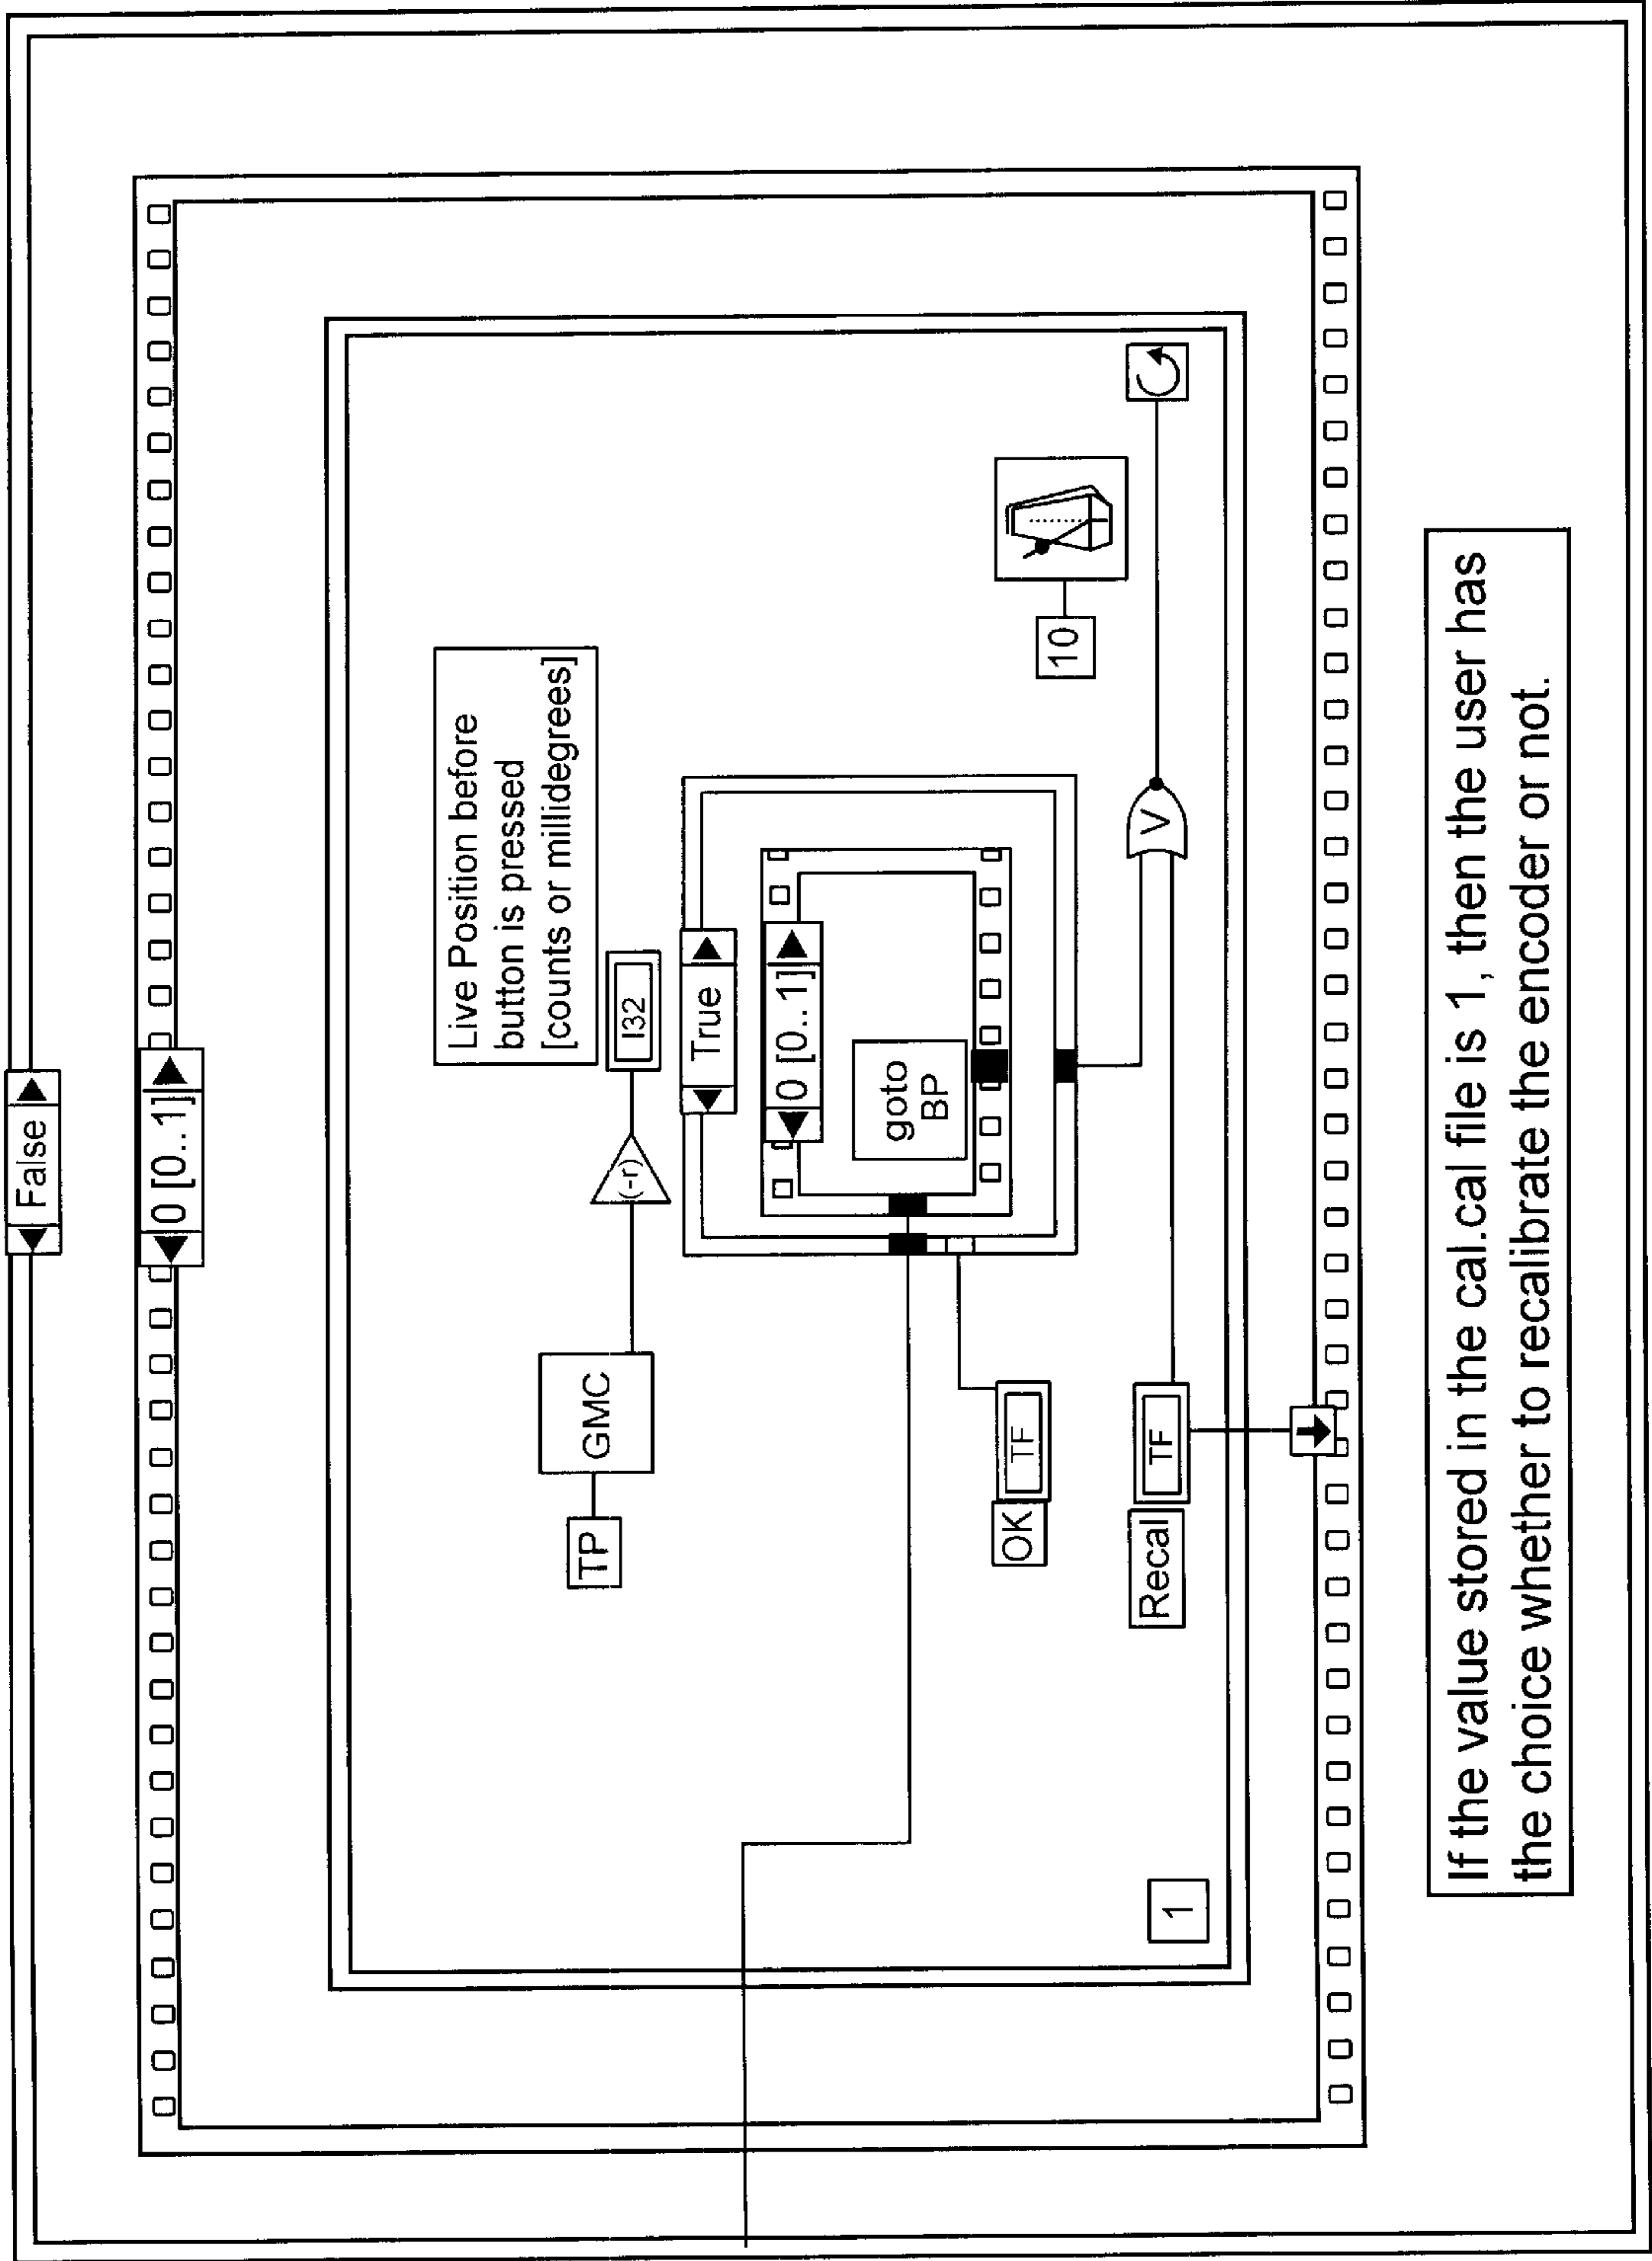 False
0 [0..1]
Live Position before
button is pressed
[counts or millidegrees]
TP
GMC
(-r)
I32
True
0 [0..1]
goto
BP
OK
TF
10
Recal
TF
V
1
If the value stored in the cal.cal file is 1, then the user has
the choice whether to recalibrate the encoder or not.